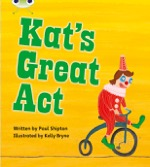 Kat's
Great
Act
Written by Paul Shipton
Illustrated by Kelly Bryne